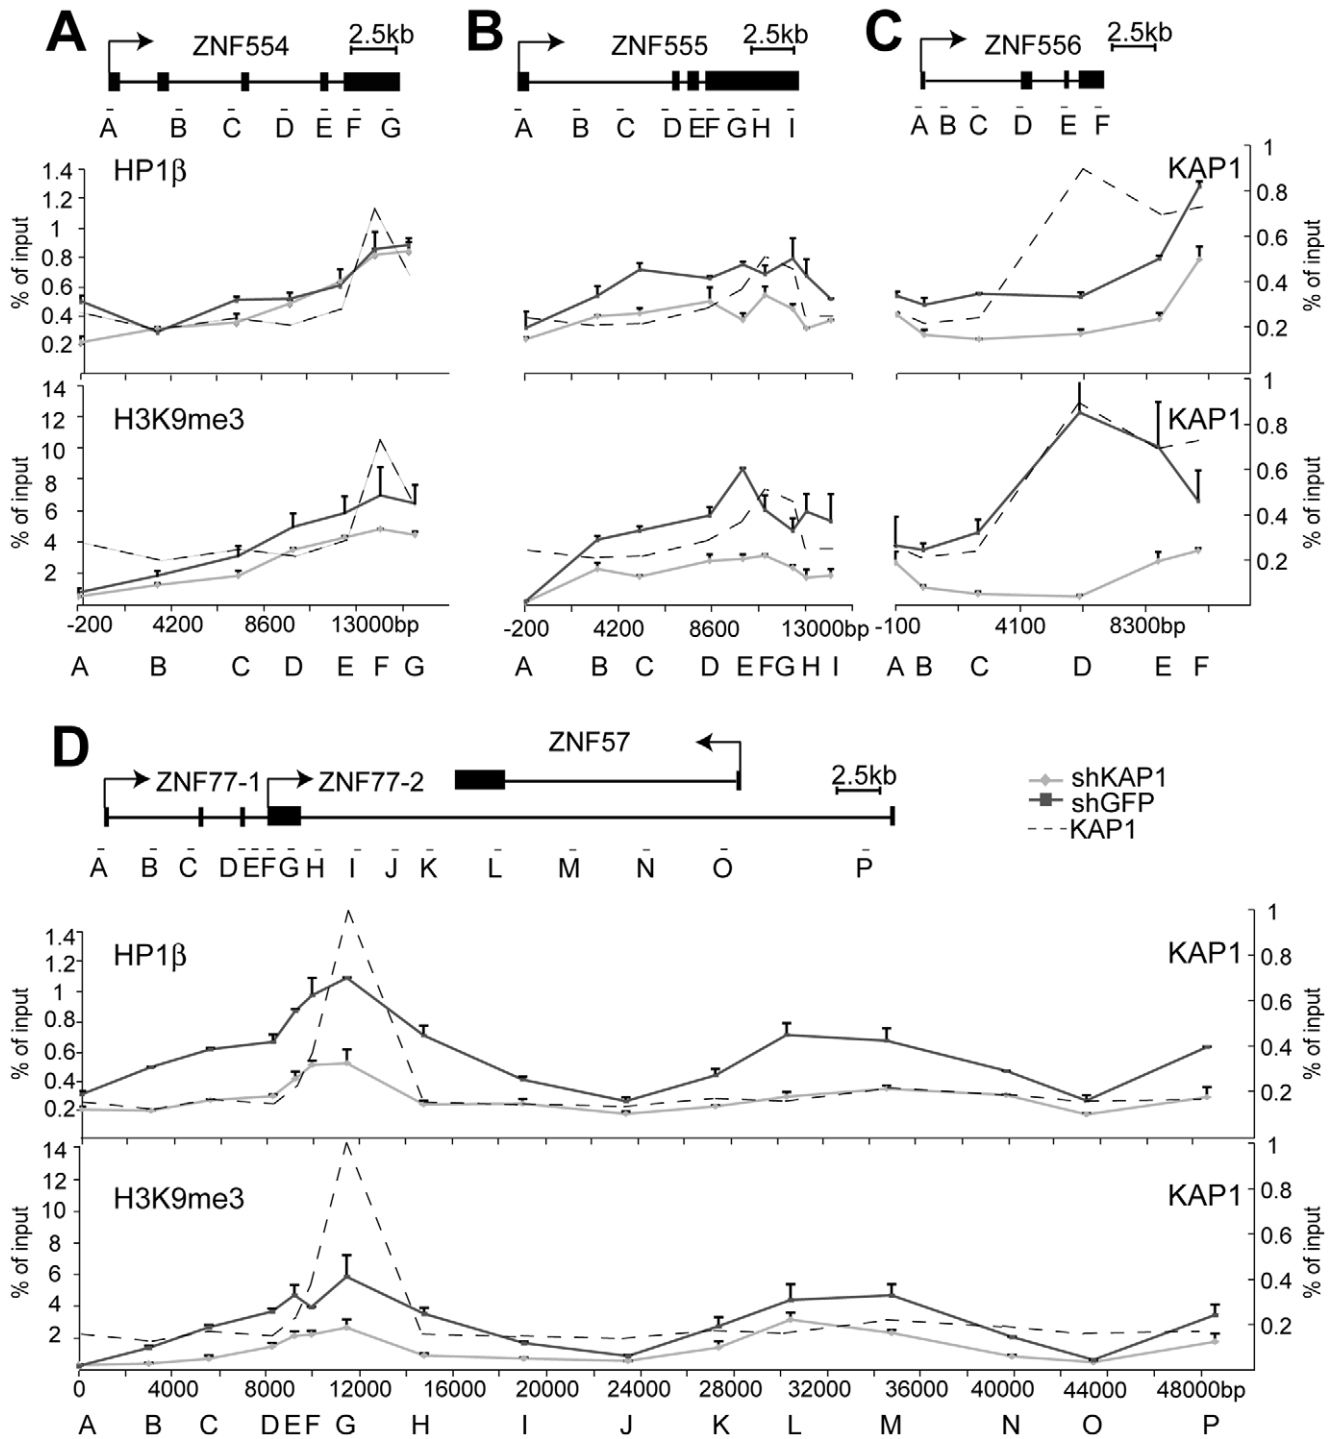 A
ZNF554
2.5kb
A B C D E F G
B
ZNF555
2.5kb
A B C D E F G H I
C
ZNF556
2.5kb
A B C D E F
HP1β
KAP1
% of input
1.4
1.2
1
0.8
0.6
0.4
0.2
1
0.8
0.6
0.4
0.2
% of input
H3K9me3
KAP1
% of input
14
12
10
8
6
4
2
1
0.8
0.6
0.4
0.2
% of input
-200 4200 8600 13000bp
-200 4200 8600 13000bp
-100 4100 8300bp
A B C D E F G
A B C D E F G H I
A B C D E F
D
ZNF57
ZNF77-1
ZNF77-2
2.5kb
shKAP1
shGFP
KAP1
A B C D E F G H I J K L M N O P
HP1β
KAP1
% of input
1.4
1.2
1
0.8
0.6
0.4
0.2
1
0.8
0.6
0.4
0.2
% of input
H3K9me3
KAP1
% of input
14
12
10
8
6
4
2
1
0.8
0.6
0.4
0.2
% of input
0 4000 8000 12000 16000 20000 24000 28000 32000 36000 40000 44000 48000bp
A B C D E F G H I J K L M N O P